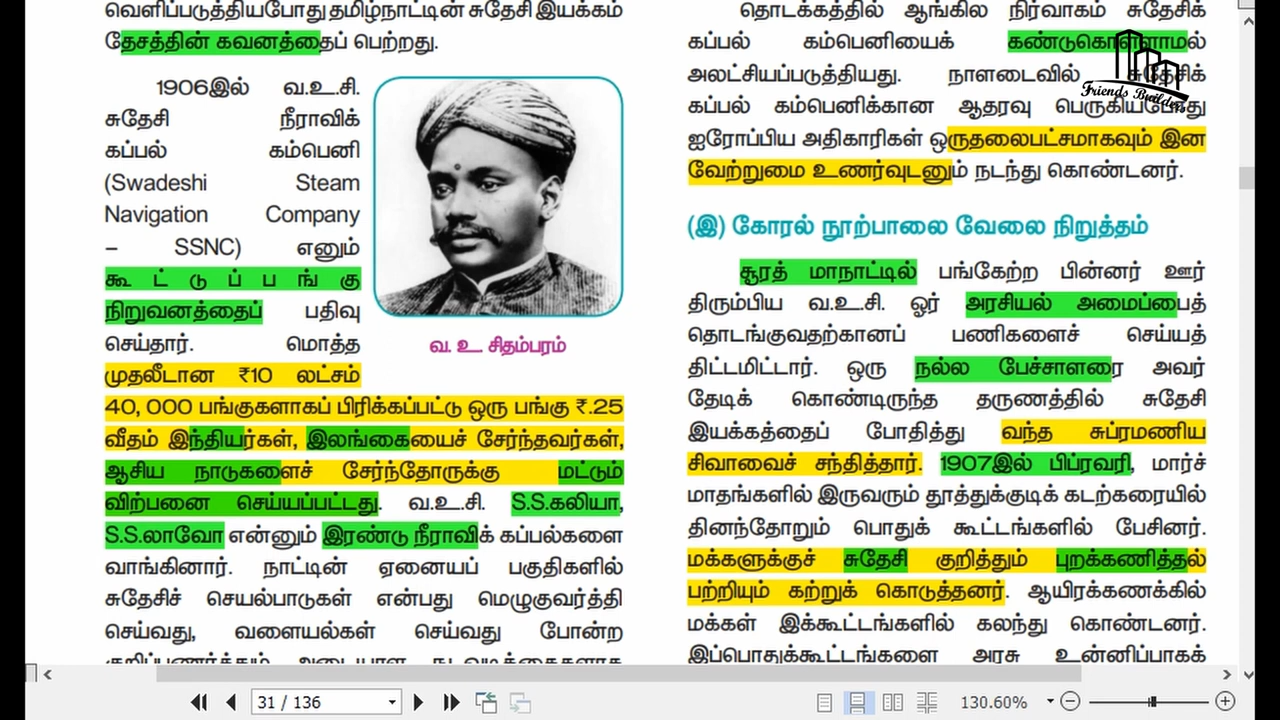 வெளிப்படுத்தியபோது தமிழ்நாட்டின் சுதேசி இயக்கம்
தேசத்தின் கவனத்தைப் பெற்றது.
1906இல் வ.உ.சி.
சுதேசி நீராவிக்
கப்பல் கம்பெனி
(Swadeshi Steam
Navigation Company
– SSNC) எனும்
கூட்டுப்பங்கு
நிறுவனத்தைப் பதிவு
செய்தார். மொத்த
முதலீடான ₹10 லட்சம்
40, 000 பங்குகளாகப் பிரிக்கப்பட்டு ஒரு பங்கு ₹.25
வீதம் இந்தியர்கள், இலங்கையைச் சேர்ந்தவர்கள்,
ஆசிய நாடுகளைச் சேர்ந்தோருக்கு மட்டும்
விற்பனை செய்யப்பட்டது. வ.உ.சி. S.S.கலியா,
S.S.லாவோ என்னும் இரண்டு நீராவிக் கப்பல்களை
வாங்கினார். நாட்டின் ஏனையப் பகுதிகளில்
சுதேசிச் செயல்பாடுகள் என்பது மெழுகுவர்த்தி
செய்வது, வளையல்கள் செய்வது போன்ற
வ. உ. சிதம்பரம்
தொடக்கத்தில் ஆங்கில நிர்வாகம் சுதேசிக்
கப்பல் கம்பெனியைக் கண்டுகொள்ளாமல்
அலட்சியப்படுத்தியது. நாளடைவில் சுதேசிக்
கப்பல் கம்பெனிக்கான ஆதரவு பெருகியபோது
ஐரோப்பிய அதிகாரிகள் ஒருதலைபட்சமாகவும் இன
வேற்றுமை உணர்வுடனும் நடந்து கொண்டனர்.
(இ) கோரல் நூற்பாலை வேலை நிறுத்தம்
சூரத் மாநாட்டில் பங்கேற்ற பின்னர் ஊர்
திரும்பிய வ.உ.சி. ஓர் அரசியல் அமைப்பைத்
தொடங்குவதற்கானப் பணிகளைச் செய்யத்
திட்டமிட்டார். ஒரு நல்ல பேச்சாளரை அவர்
தேடிக் கொண்டிருந்த தருணத்தில் சுதேசி
இயக்கத்தைப் போதித்து வந்த சுப்ரமணிய
சிவாவைச் சந்தித்தார். 1907இல் பிப்ரவரி, மார்ச்
மாதங்களில் இருவரும் தூத்துக்குடிக் கடற்கரையில்
தினந்தோறும் பொதுக் கூட்டங்களில் பேசினர்.
மக்களுக்குச் சுதேசி குறித்தும் புறக்கணித்தல்
பற்றியும் கற்றுக் கொடுத்தனர். ஆயிரக்கணக்கில்
மக்கள் இக்கூட்டங்களில் கலந்து கொண்டனர்.
இப்பொதுக்கூட்டங்களை அரசு உன்னிப்பாகக்
Friends Builders
31 / 136
130.60%